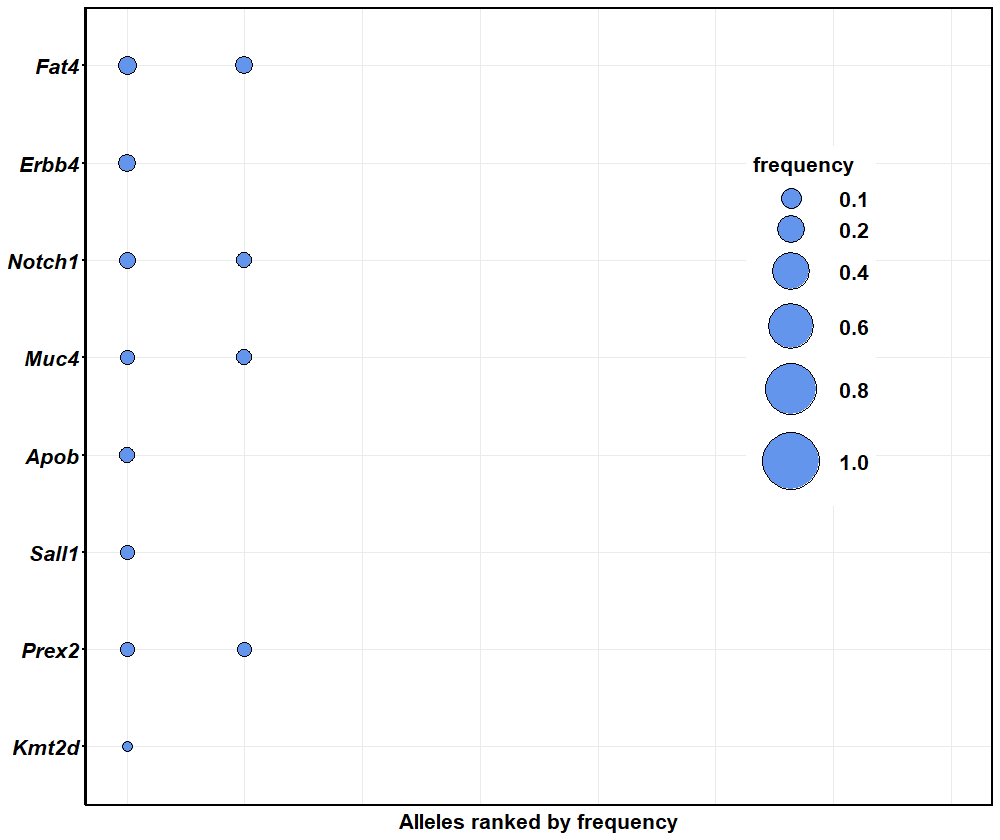 Fat4
Erbb4
Notch1
Muc4
Apob
Sall1
Prex2
Kmt2d
frequency
0.1
0.2
0.4
0.6
0.8
1.0
Alleles ranked by frequency